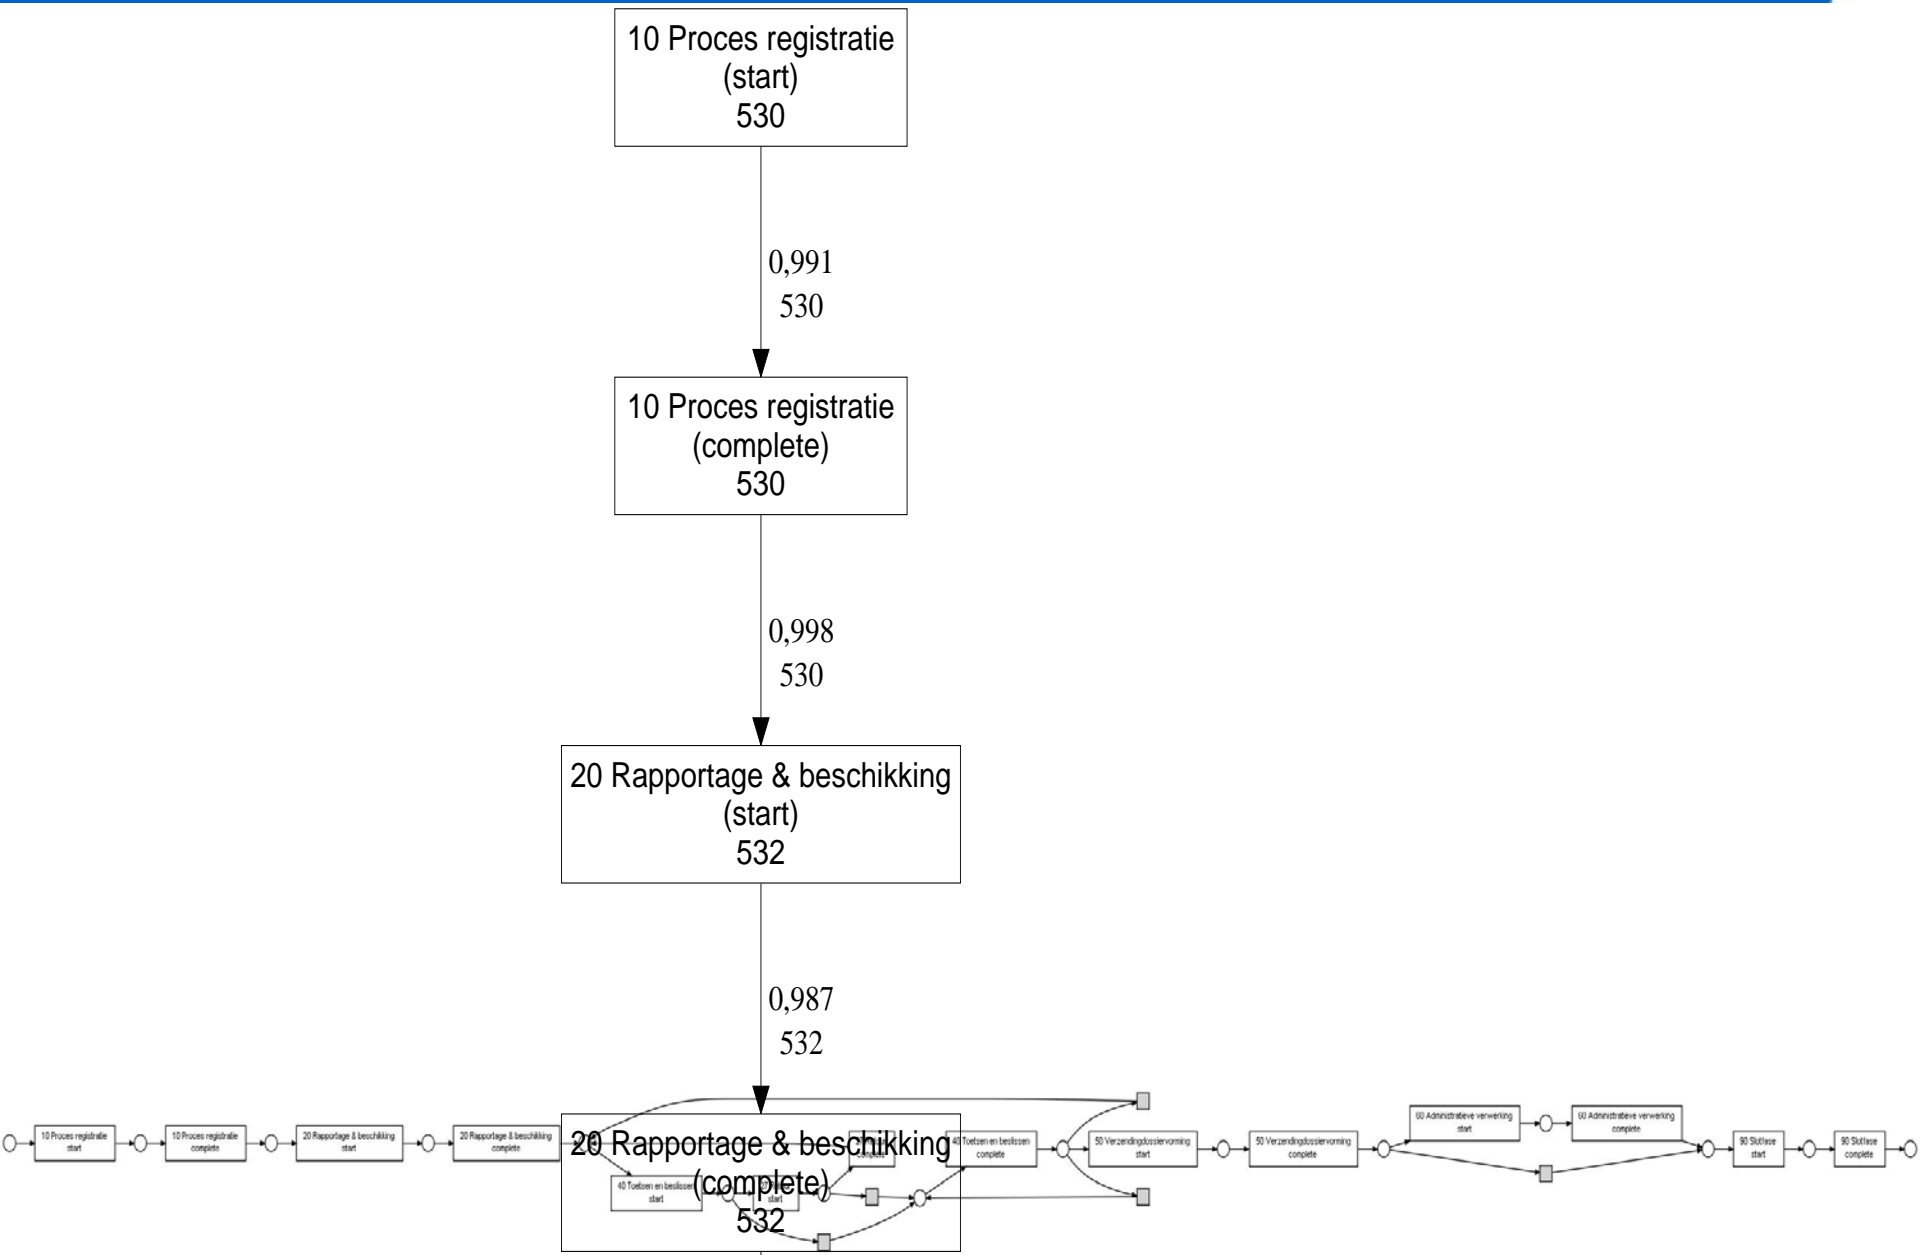 10 Proces registratie
(start)
530
0,991
530
10 Proces registratie
(complete)
530
0,998
530
20 Rapportage & beschikking
(start)
532
0,987
532
20 Rapportage & beschikking
(complete)
532
10 Proces registratie
start
10 Proces registratie
complete
20 Rapportage & beschikking
start
20 Rapportage & beschikking
complete
40 Toetsen en beslissen
start
start
complete
40 Toetsen en beslissen
complete
50 Verzendingdossiervorming
start
50 Verzendingdossiervorming
complete
60 Administratieve verwerking
start
60 Administratieve verwerking
complete
90 Slotfase
start
90 Slotfase
complete